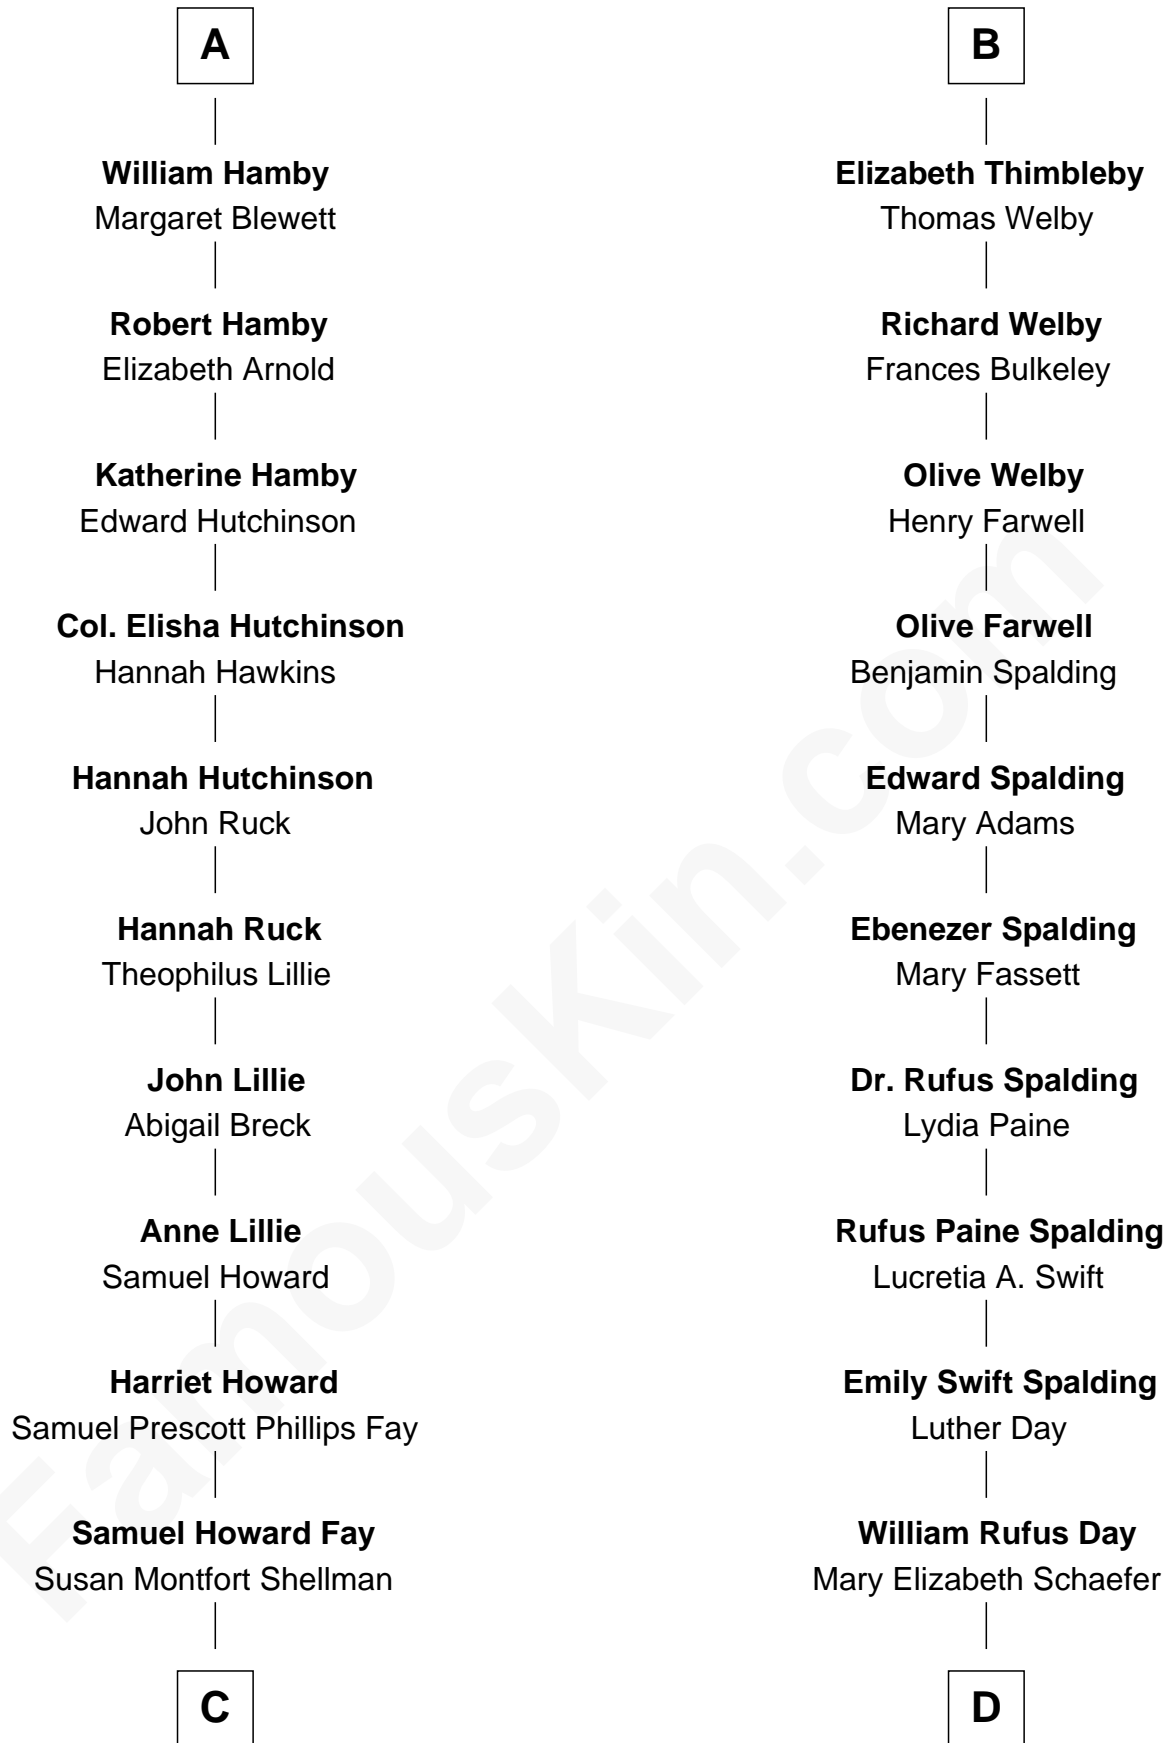 A
William Hamby
Margaret Blewett
Robert Hamby
Elizabeth Arnold
Katherine Hamby
Edward Hutchinson
Col. Elisha Hutchinson
Hannah Hawkins
Hannah Hutchinson
John Ruck
Hannah Ruck
Theophilus Lillie
John Lillie
Abigail Breck
Anne Lillie
Samuel Howard
Harriet Howard
Samuel Prescott Phillips Fay
Samuel Howard Fay
Susan Montfort Shellman
C
B
Elizabeth Thimbleby
Thomas Welby
Richard Welby
Frances Bulkeley
Olive Welby
Henry Farwell
Olive Farwell
Benjamin Spalding
Edward Spalding
Mary Adams
Ebenezer Spalding
Mary Fassett
Dr. Rufus Spalding
Lydia Paine
Rufus Paine Spalding
Lucretia A. Swift
Emily Swift Spalding
Luther Day
William Rufus Day
Mary Elizabeth Schaefer
D
FamousKin.com